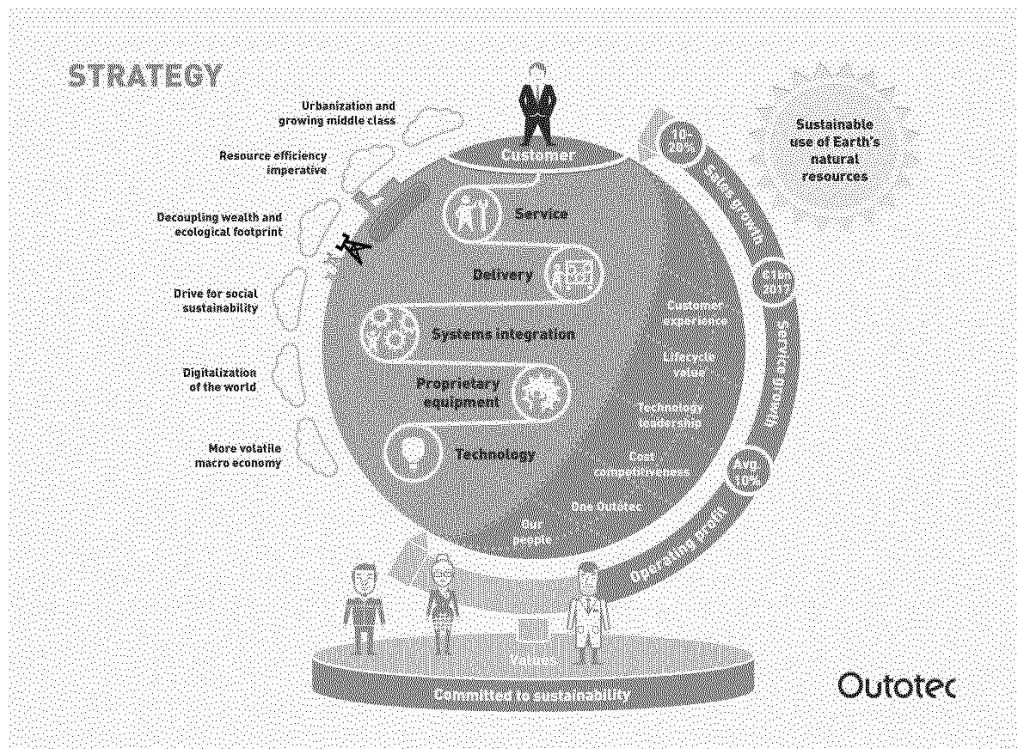 STRATEGY
Urbanization and
growing middle class
Resource efficiency
imperative
Decoupling wealth and
ecological footprint
Drive for social
sustainability
Digitalization
of the world
More volatile
macro economy
Customer
Service
Delivery
Systems integration
Proprietary
equipment
Technology
Customer
experience
Lifecycle
value
Technology
leadership
Cost
competitiveness
One Outotec
Our
people
10-
20%
Sales growth
€1bn
2017
Service growth
Avg.
10%
Operating profit
Sustainable
use of Earth's
natural
resources
Values
Committed to sustainability
Outotec